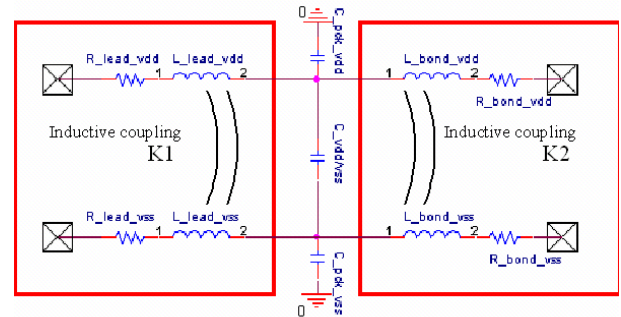 0
C_pdk_vdd
R_lead_vdd L_lead_vdd
1 2
L_bond_vdd
1 2
R_bond_vdd
Inductive coupling
K1
C_vdd/vss
Inductive coupling
K2
R_lead_vss L_lead_vss
1 2
L_bond_vss
1 2
R_bond_vss
C_pdk_vss
0